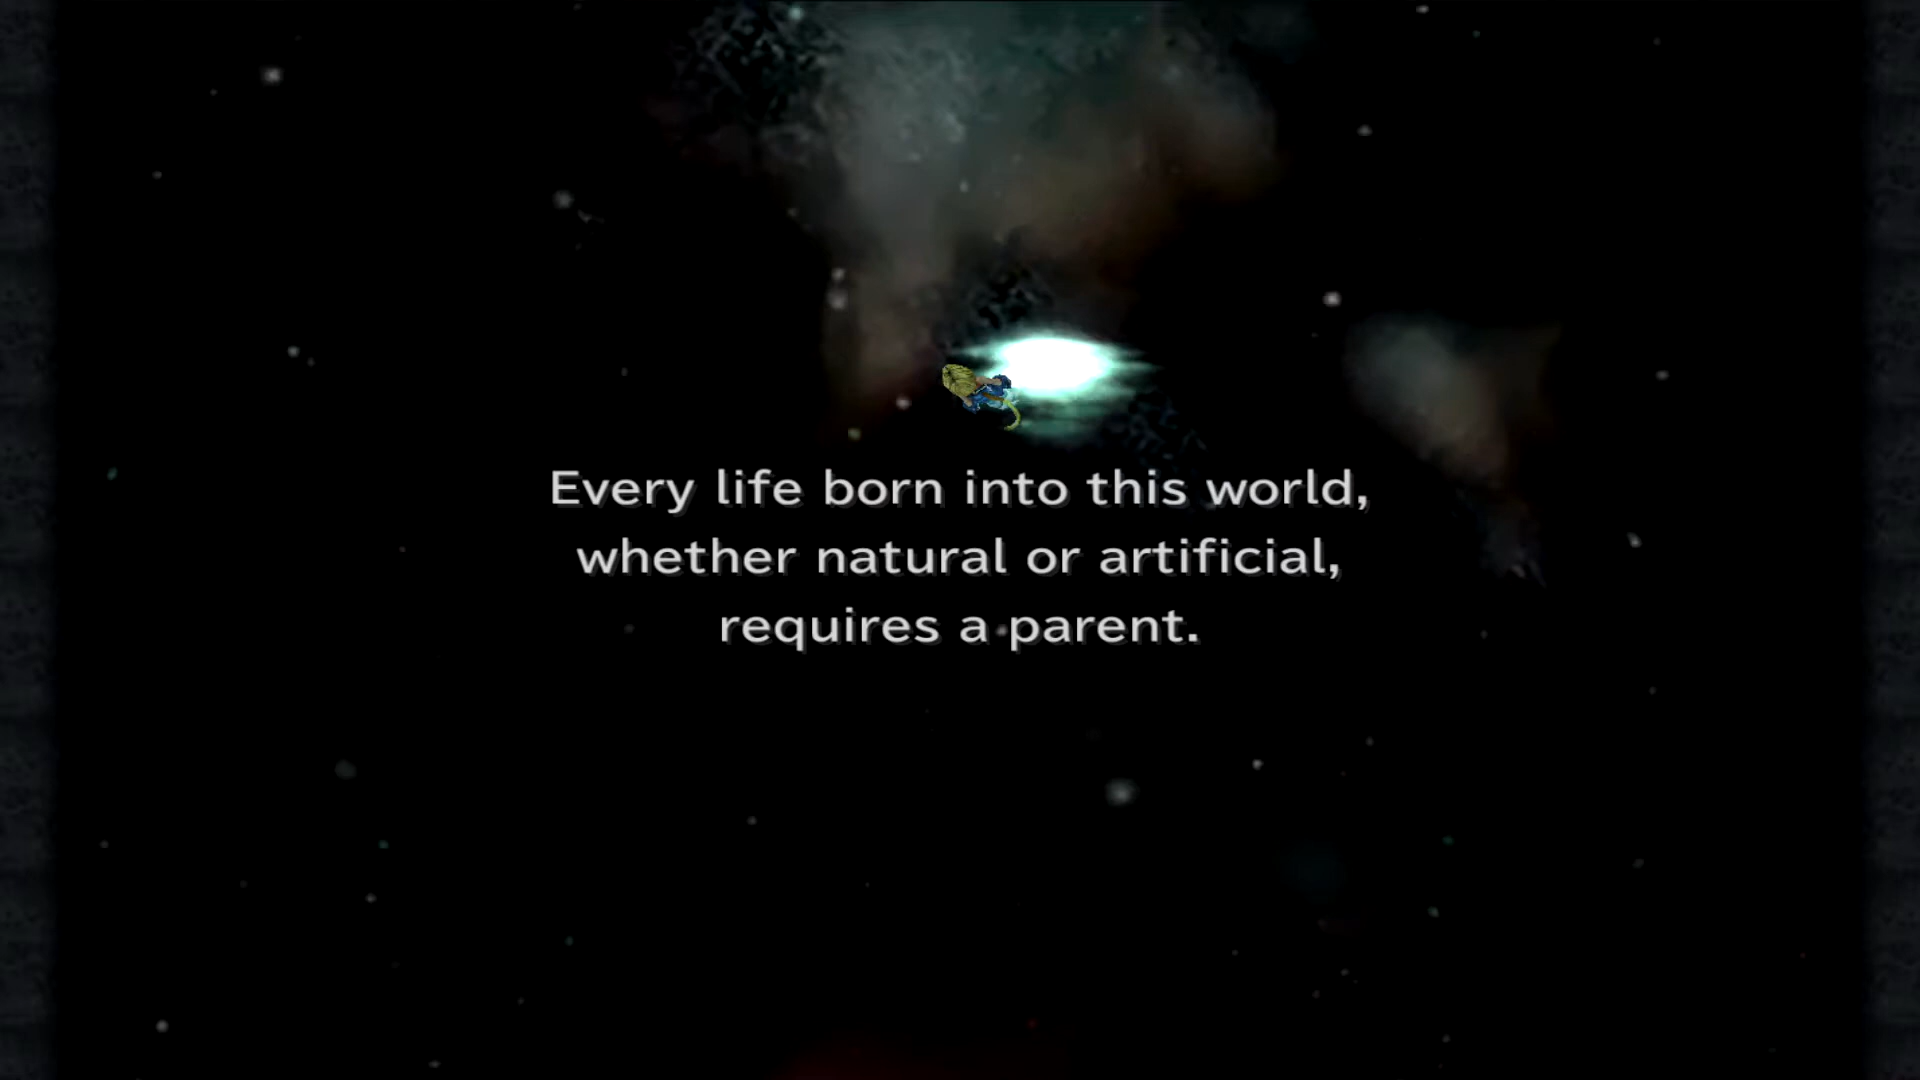 Every life born into this world,
whether natural or artificial,
requires a parent.